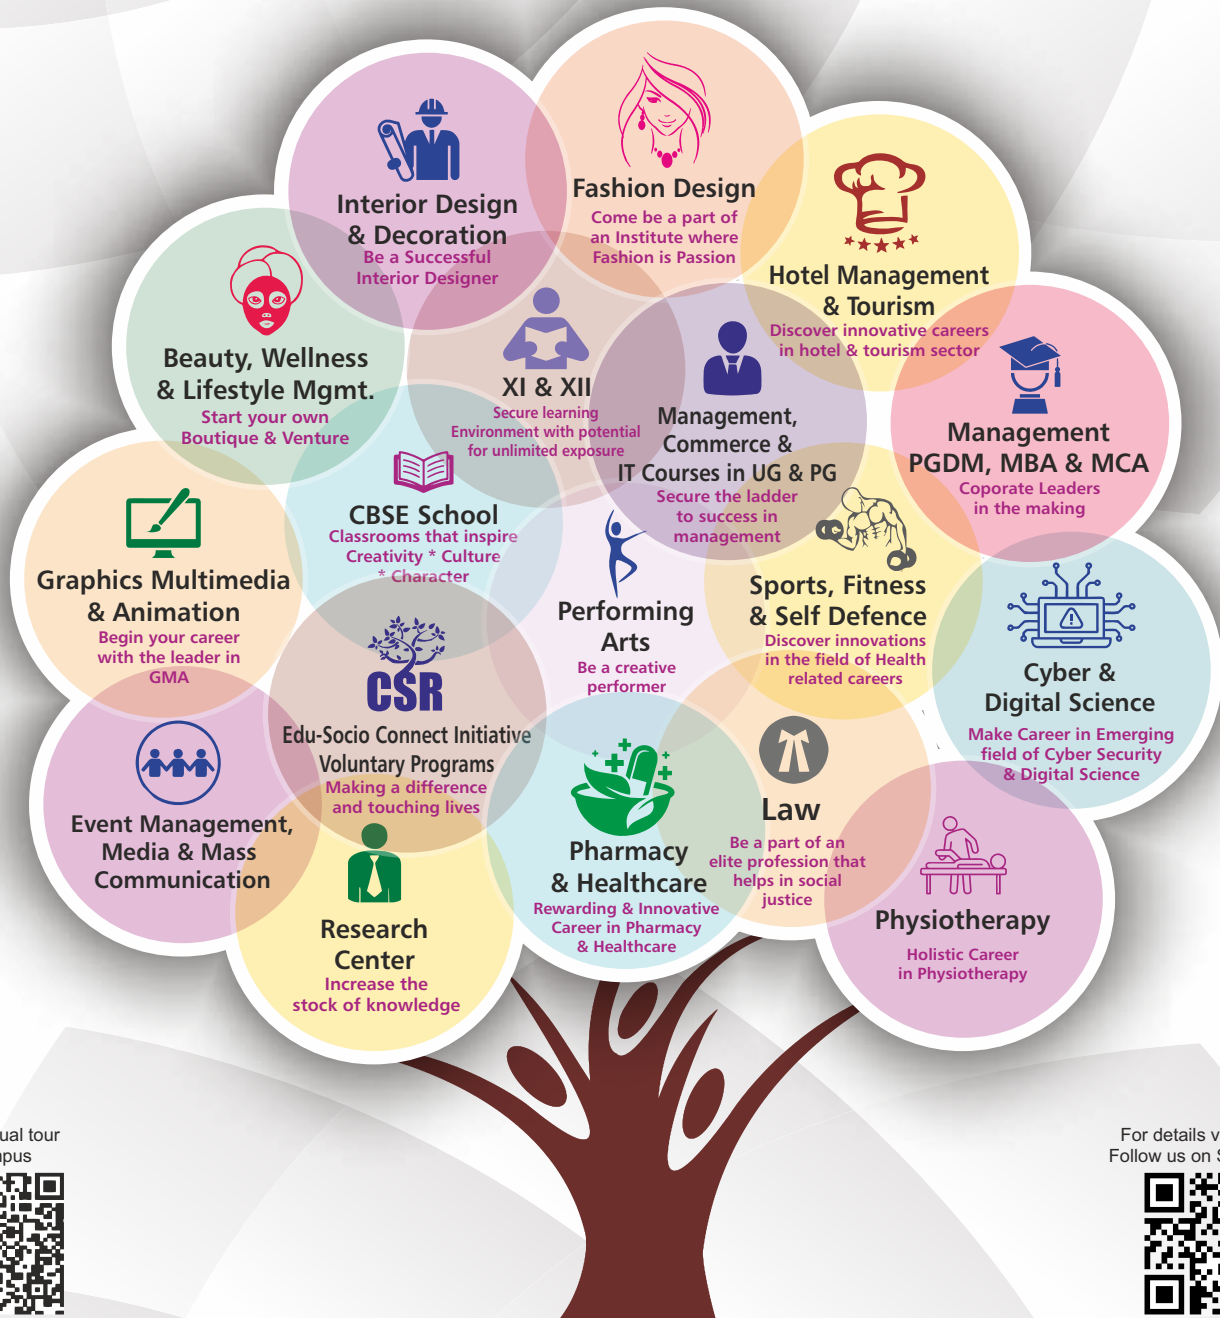 Fashion Design
Come be a part of
an Institute where
Fashion is Passion
Interior Design
& Decoration
Be a Successful
Interior Designer
Hotel Management
& Tourism
Discover innovative careers
in hotel & tourism sector
Beauty, Wellness
& Lifestyle Mgmt.
Start your own
Boutique & Venture
XI & XII
Secure learning
Environment with potential
for unlimited exposure
Management,
Commerce &
IT Courses in UG & PG
Secure the ladder
to success in
management
Management
PGDM, MBA & MCA
Coporate Leaders
in the making
CBSE School
Classrooms that inspire
Creativity * Culture
* Character
Graphics Multimedia
& Animation
Begin your career
with the leader in
GMA
Performing
Arts
Be a creative
performer
Sports, Fitness
& Self Defence
Discover innovations
in the field of Health
related careers
Cyber &
Digital Science
Make Career in Emerging
field of Cyber Security
& Digital Science
CSR
Edu-Socio Connect Initiative
Voluntary Programs
Making a difference
and touching lives
Event Management,
Media & Mass
Communication
Law
Be a part of an
elite profession that
helps in social
justice
Pharmacy
& Healthcare
Rewarding & Innovative
Career in Pharmacy
& Healthcare
Physiotherapy
Holistic Career
in Physiotherapy
Research
Center
Increase the
stock of knowledge
tour
For details
Follow us on